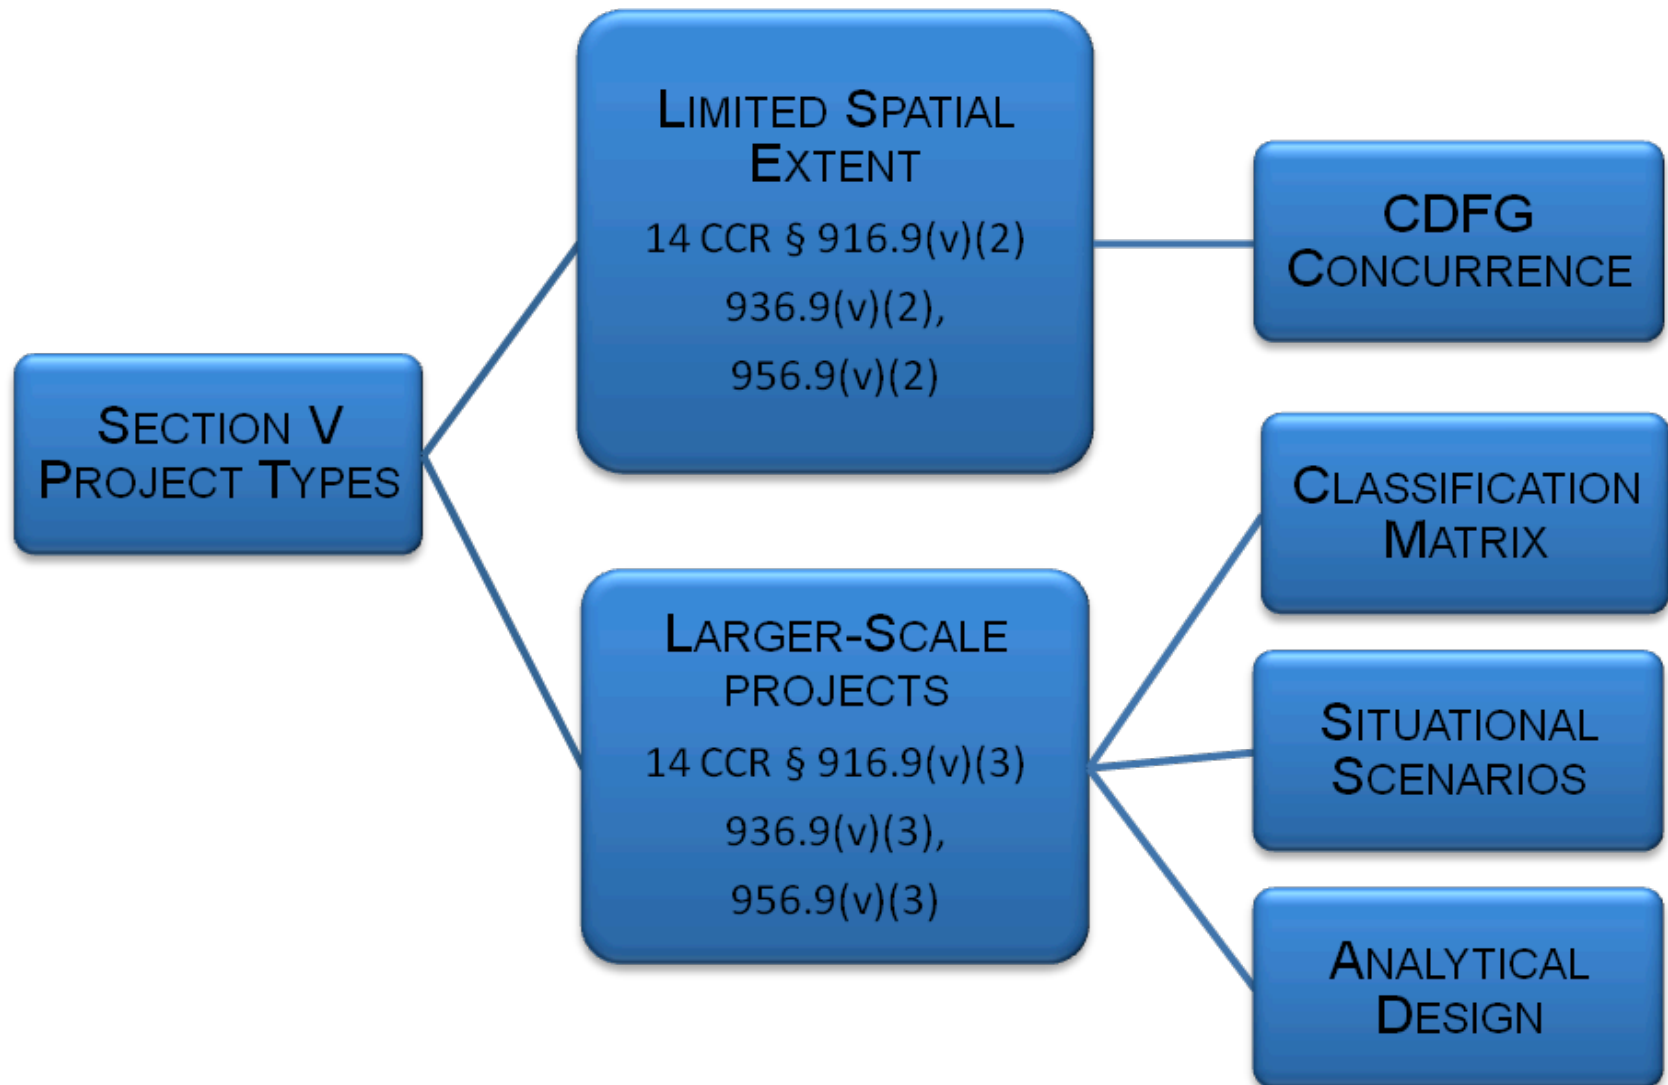 SECTION V
PROJECT TYPES
LIMITED SPATIAL
EXTENT
14 CCR § 916.9(v)(2)
936.9(v)(2),
956.9(v)(2)
CDFG
CONCURRENCE
LARGER-SCALE
PROJECTS
14 CCR § 916.9(v)(3)
936.9(v)(3),
956.9(v)(3)
CLASSIFICATION
MATRIX
SITUATIONAL
SCENARIOS
ANALYTICAL
DESIGN